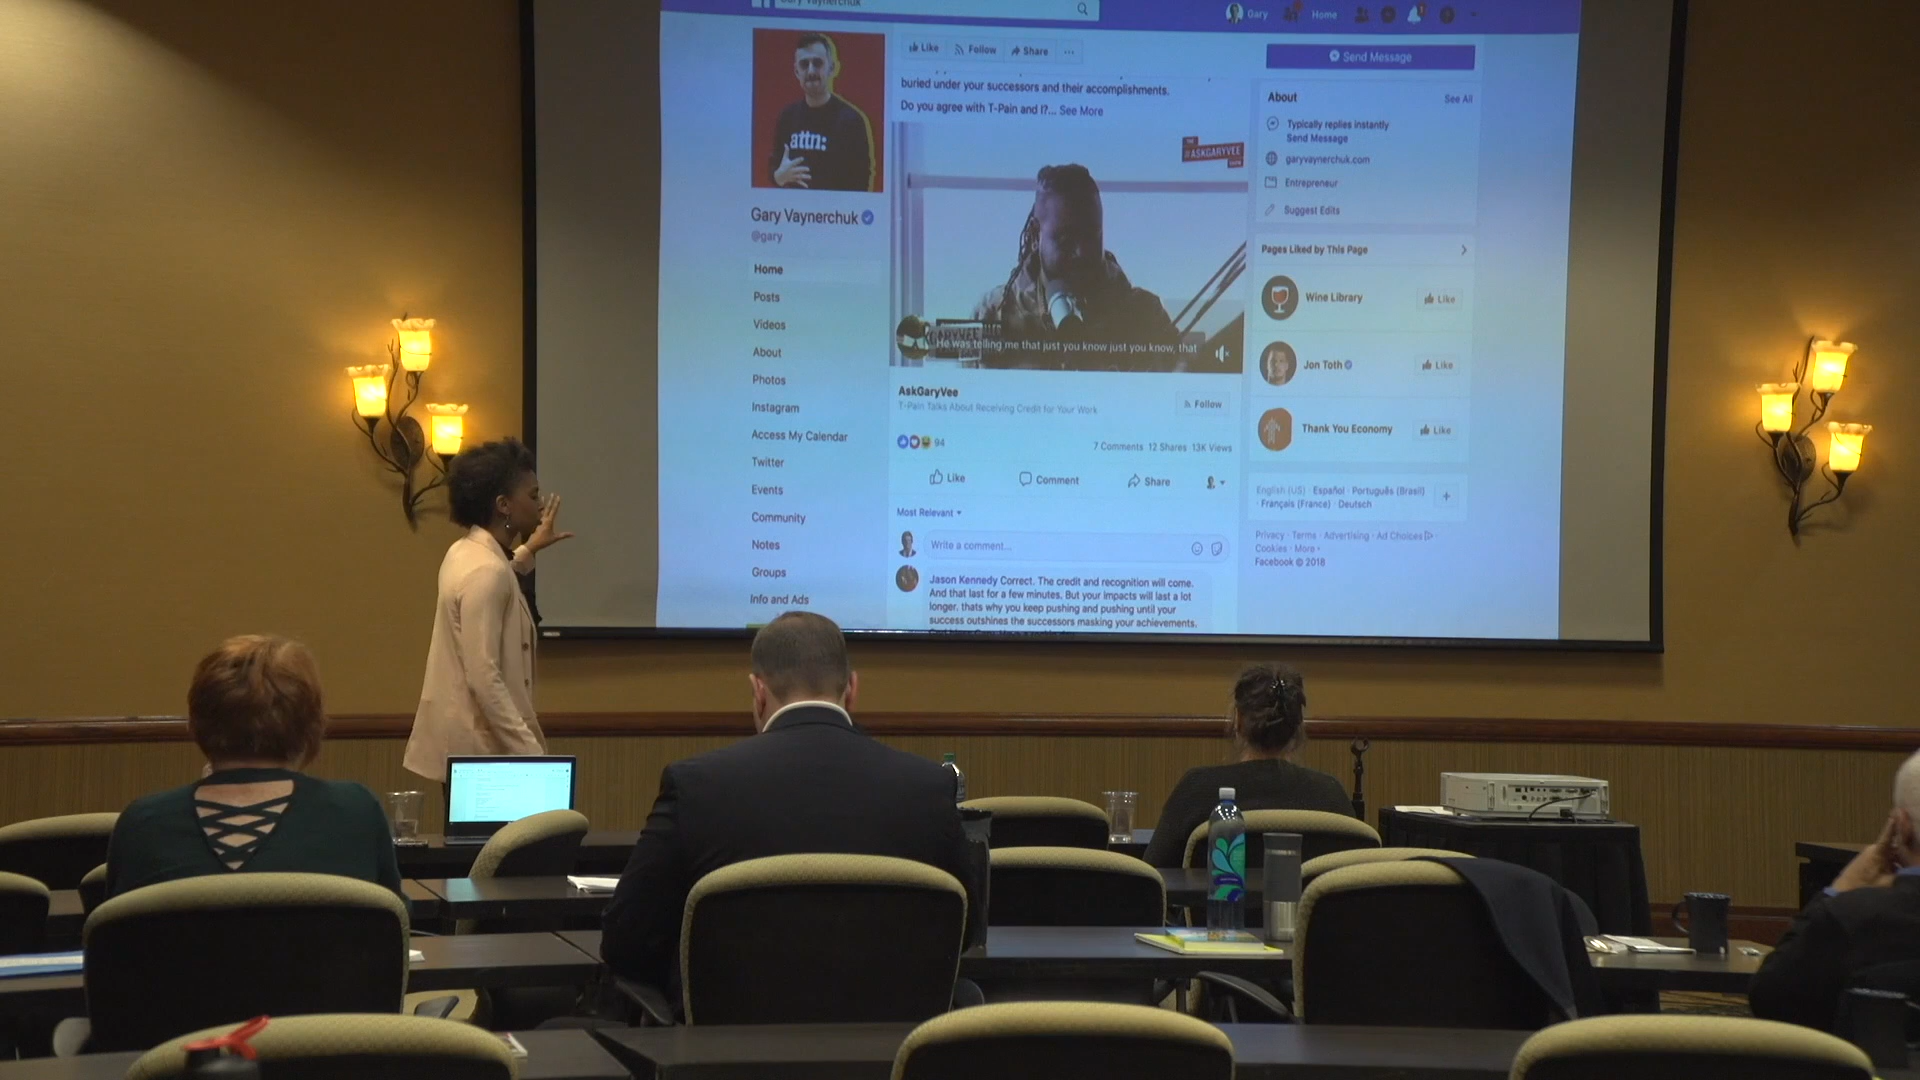 Gary Vaynerchuk
Gary
Home
attn:
Gary Vaynerchuk
@gary
Home
Posts
Videos
About
Photos
Instagram
Access My Calendar
Twitter
Events
Community
Notes
Groups
Info and Ads
Like
Follow
Share
buried under your successors and their accomplishments.
Do you agree with T-Pain and I?... See More
THE
#ASKGARYVEE
SHOW
GARYVEE
He was telling me that just you know just you know, that
AskGaryVee
T-Pain Talks About Receiving Credit for Your Work
Follow
94
7 Comments 12 Shares 13K Views
Like
Comment
Share
Most Relevant
Write a comment...
Jason Kennedy Correct. The credit and recognition will come.
And that last for a few minutes. But your impacts will last a lot
longer. thats why you keep pushing and pushing until your
success outshines the successors masking your achievements.
Send Message
About
See All
Typically replies instantly
Send Message
garyvaynerchuk.com
Entrepreneur
Suggest Edits
Pages Liked by This Page
Wine Library
Like
Jon Toth
Like
Thank You Economy
Like
English (US) · Español · Português (Brasil)
· Français (France) · Deutsch
Privacy · Terms · Advertising · Ad Choices
Cookies · More
Facebook © 2018